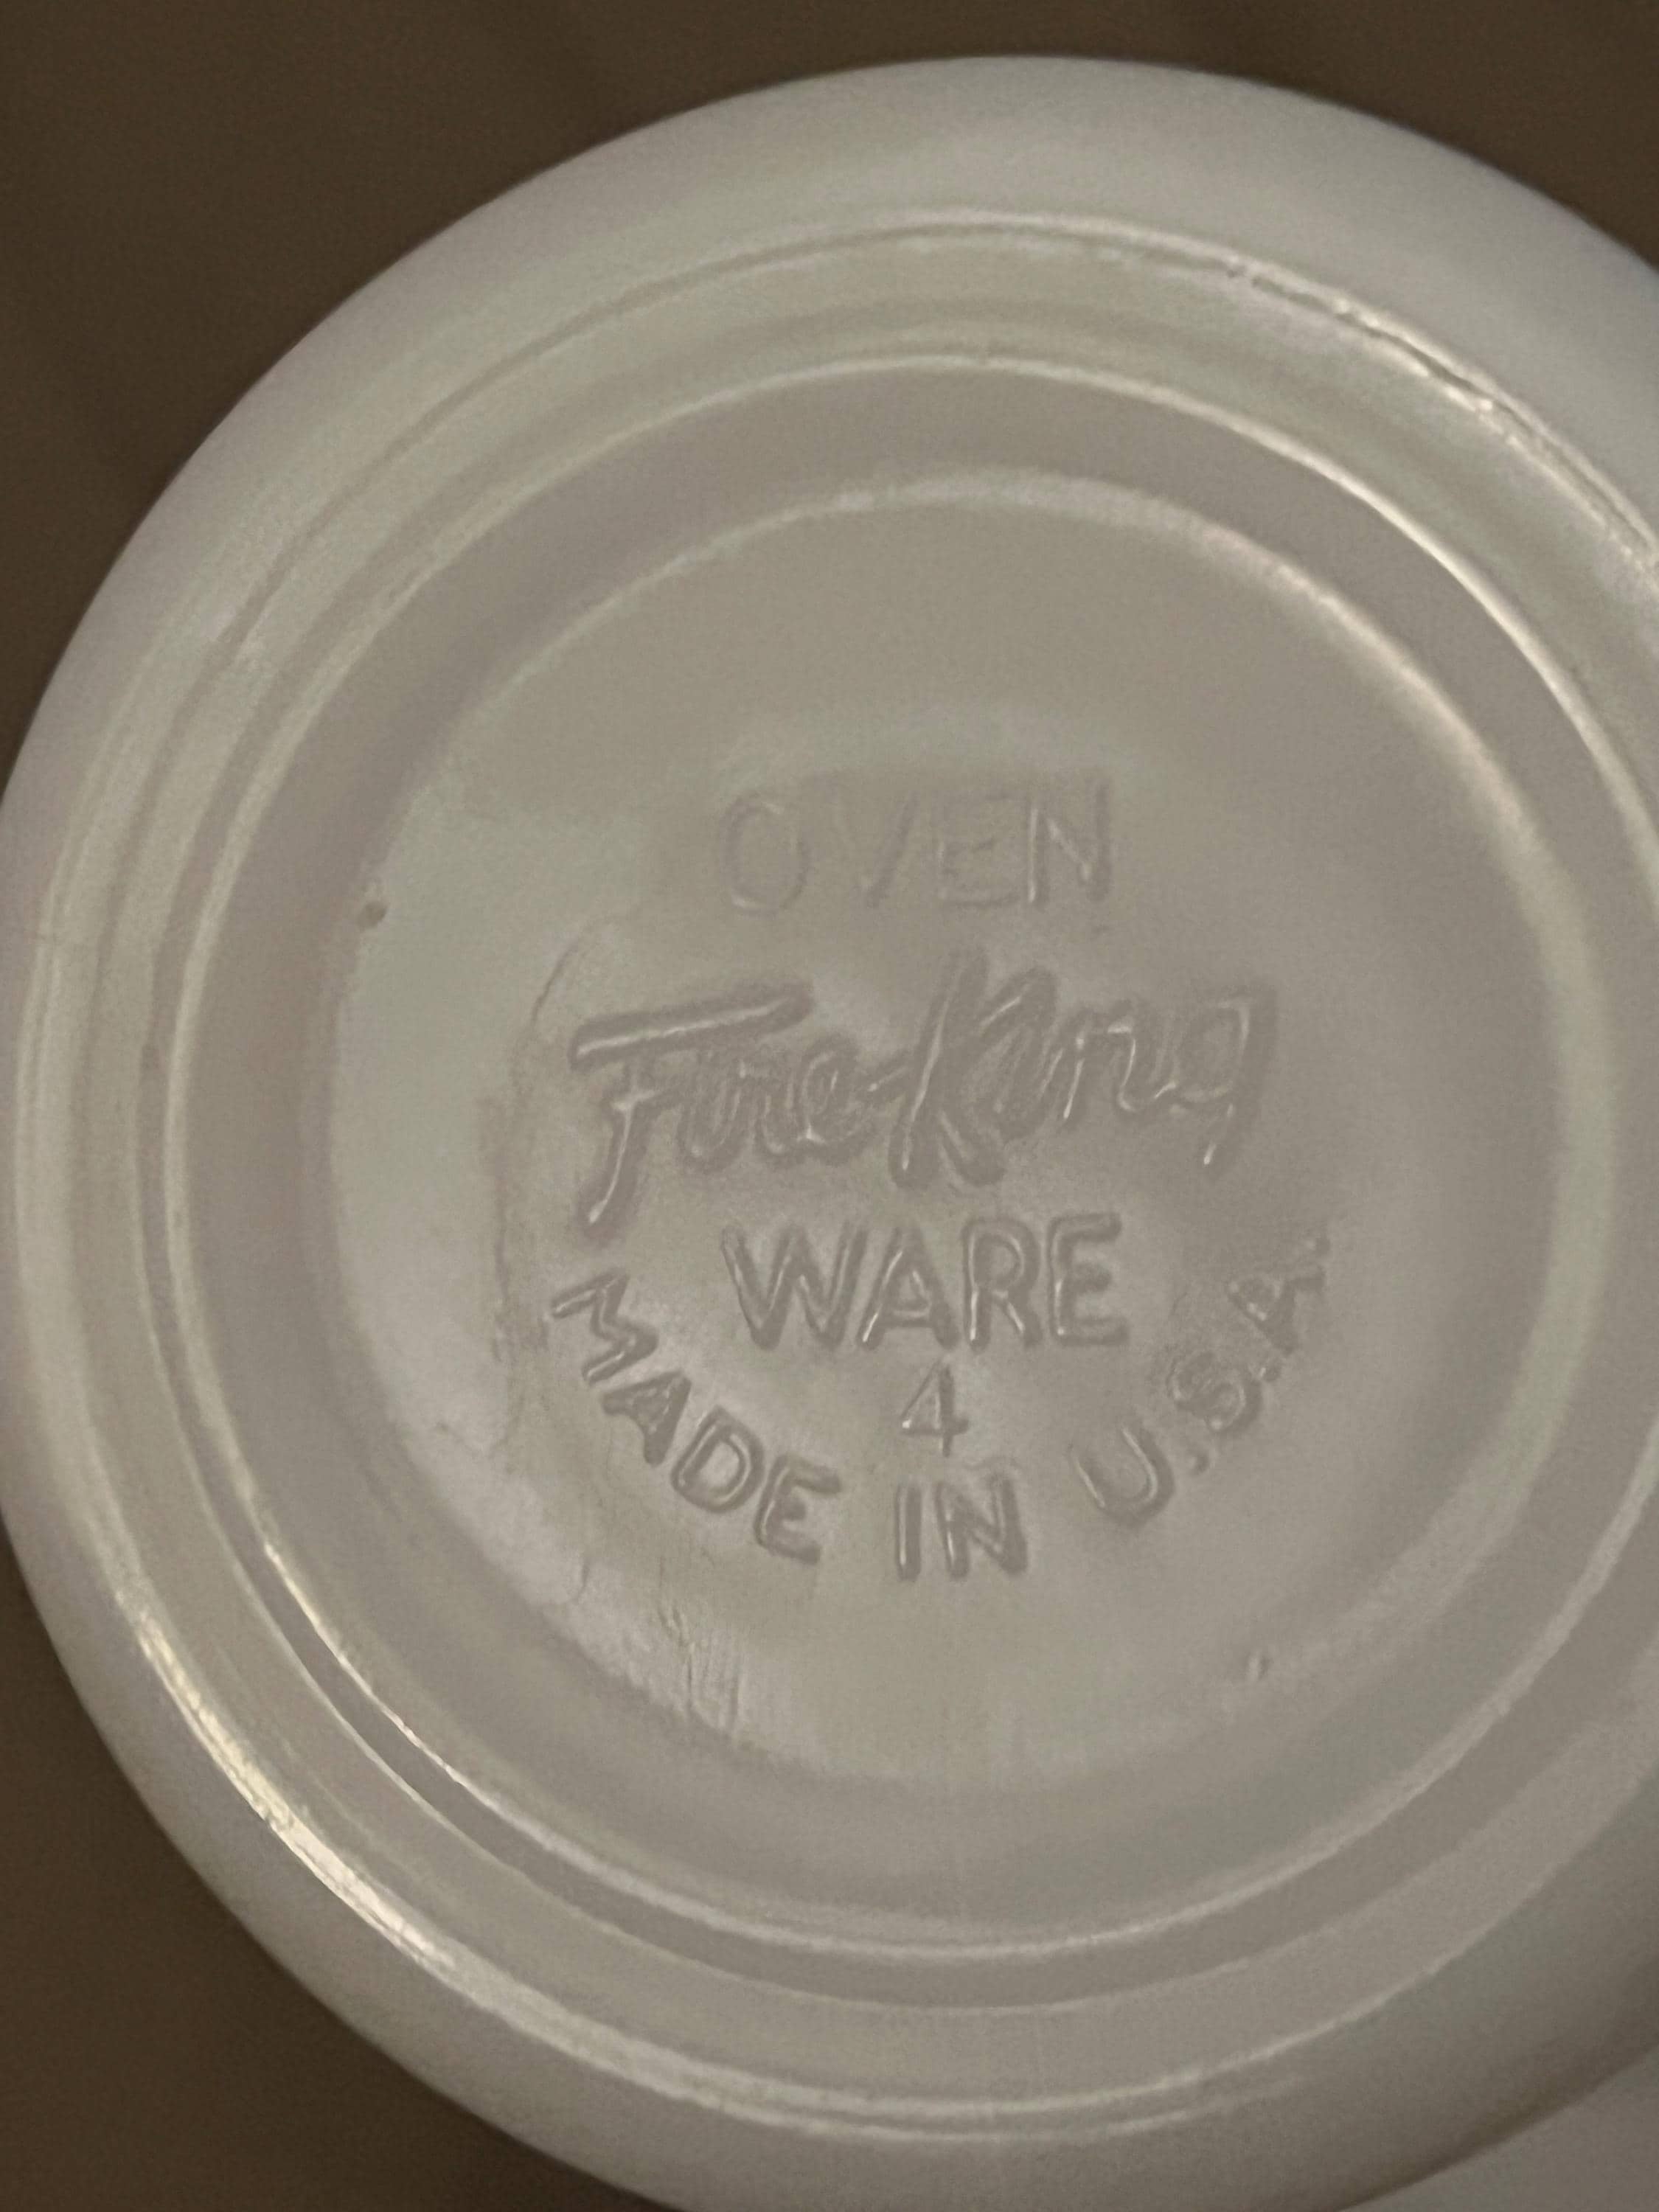 OVEN
Fire-King
WARE
4
MADE IN U.S.A.